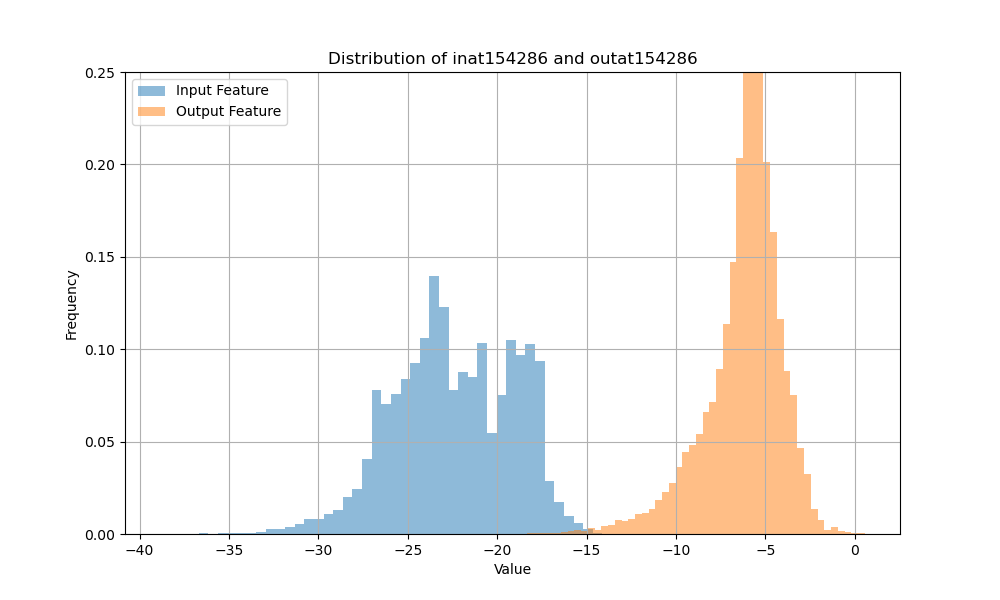 Distribution of inat154286 and outat154286
Input Feature
Output Feature
Frequency
0.25
0.20
0.15
0.10
0.05
0.00
−40 −35 −30 −25 −20 −15 −10 −5 0
Value